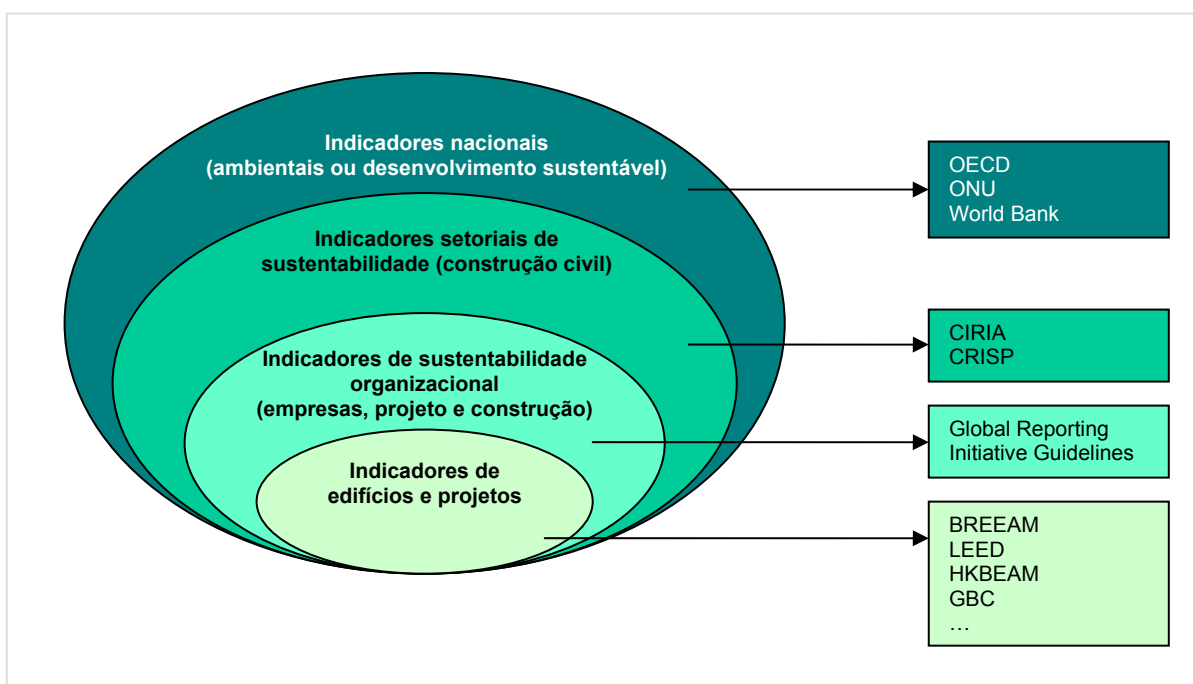 Indicadores nacionais
(ambientais ou desenvolvimento sustentável)
OECD
ONU
World Bank
Indicadores setoriais de
sustentabilidade (construção civil)
CIRIA
CRISP
Indicadores de sustentabilidade
organizacional
(empresas, projeto e construção)
Global Reporting
Initiative Guidelines
Indicadores de
edifícios e projetos
BREEAM
LEED
HKBEAM
GBC
…